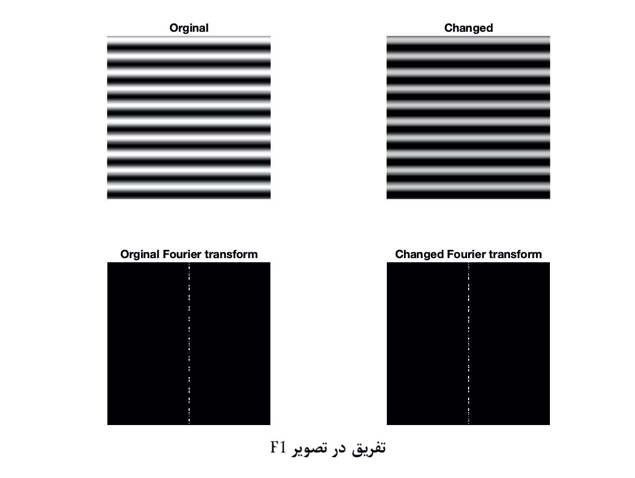 Orginal
Changed
Orginal Fourier transform
Changed Fourier transform
تفریق در تصویر F1